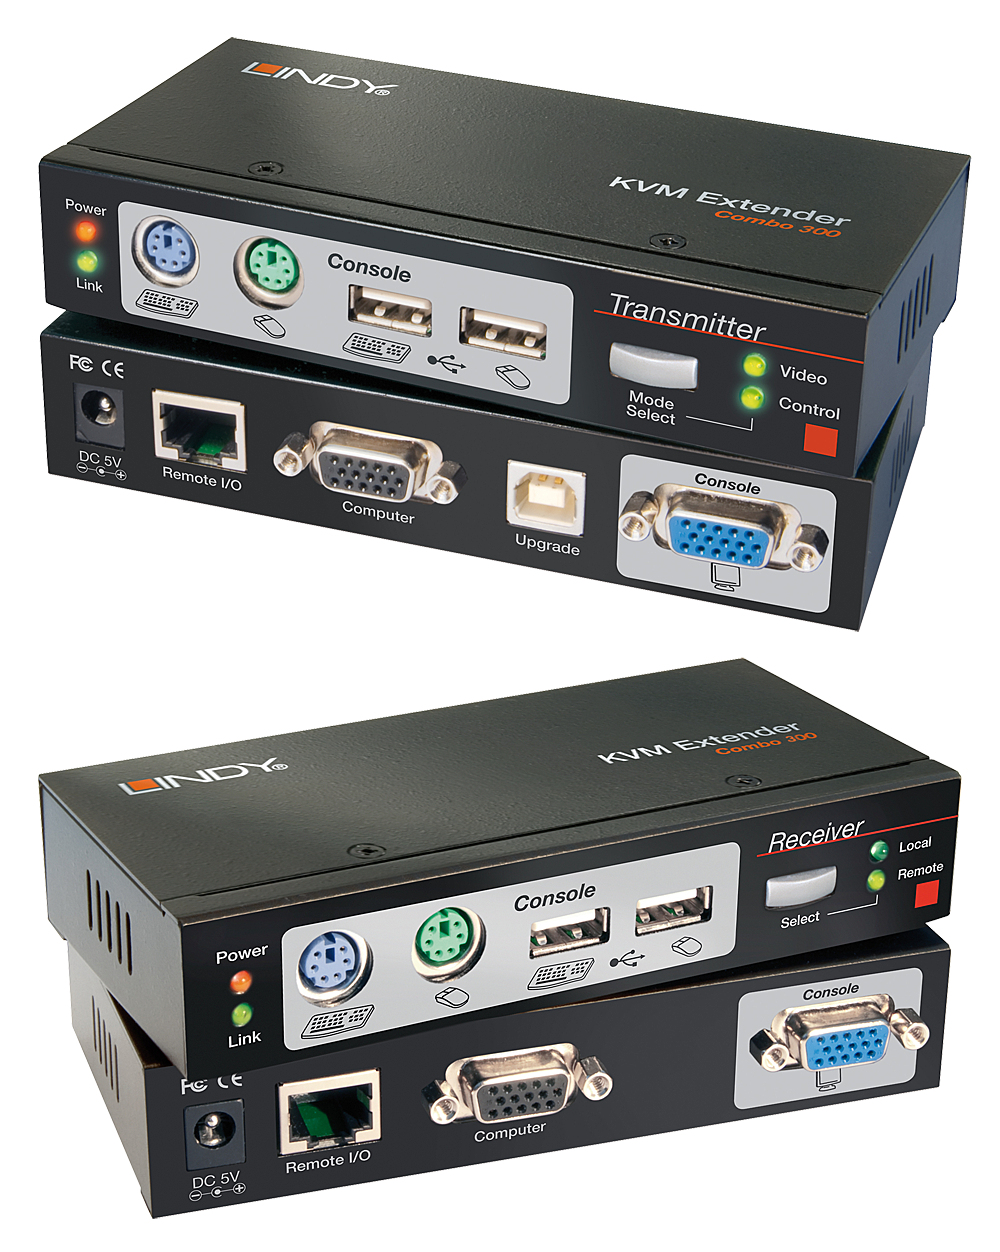 LINDY®
KVM Extender
Combo 300
Power
Link
Console
Transmitter
Mode
Select
Video
Control
FC CE
DC 5V
Remote I/O
Computer
Upgrade
Console
LINDY®
KVM Extender
Combo 300
Receiver
Local
Remote
Select
Console
Power
Link
Console
FC CE
DC 5V
Remote I/O
Computer